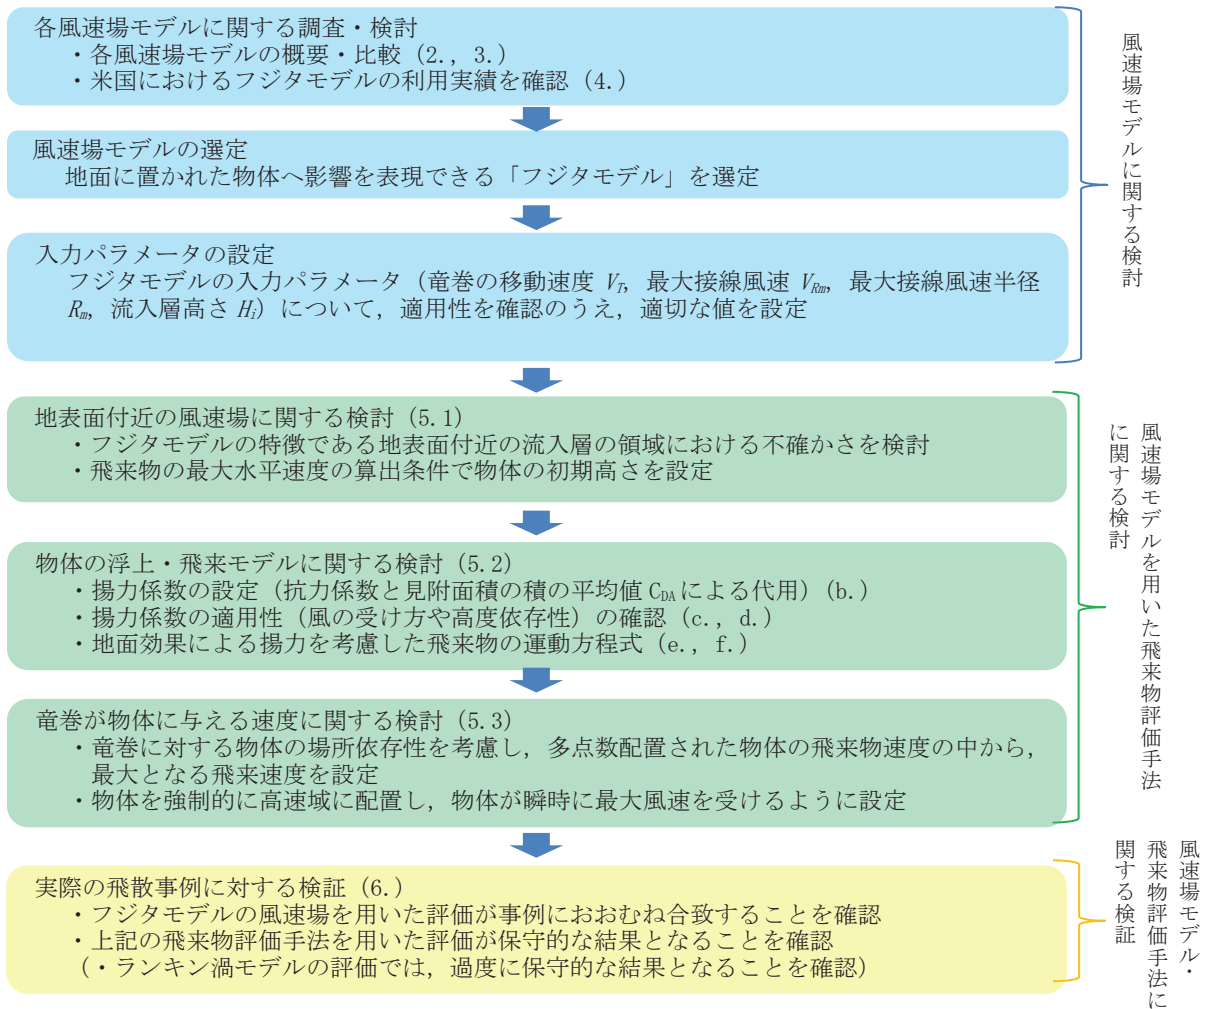 各風速場モデルに関する調査・検討
・各風速場モデルの概要・比較（2., 3.）
・米国におけるフジタモデルの利用実績を確認（4.）
風速場モデルの選定
地面に置かれた物体へ影響を表現できる「フジタモデル」を選定
入力パラメータの設定
フジタモデルの入力パラメータ（竜巻の移動速度 V_T, 最大接線風速 V_Rm, 最大接線風速半径
R_m, 流入層高さ H_i）について, 適用性を確認のうえ, 適切な値を設定
風速場モデルに関する検討
地表面付近の風速場に関する検討（5.1）
・フジタモデルの特徴である地表面付近の流入層の領域における不確かさを検討
・飛来物の最大水平速度の算出条件で物体の初期高さを設定
物体の浮上・飛来モデルに関する検討（5.2）
・揚力係数の設定（抗力係数と見附面積の積の平均値 C_DA による代用）(b.）
・揚力係数の適用性（風の受け方や高度依存性）の確認（c., d.）
・地面効果による揚力を考慮した飛来物の運動方程式（e., f.）
竜巻が物体に与える速度に関する検討（5.3）
・竜巻に対する物体の場所依存性を考慮し, 多点数配置された物体の飛来物速度の中から,
最大となる飛来速度を設定
・物体を強制的に高速域に配置し, 物体が瞬時に最大風速を受けるように設定
風速場モデルを用いた飛来物評価手法
に関する検討
実際の飛散事例に対する検証（6.）
・フジタモデルの風速場を用いた評価が事例におおむね合致することを確認
・上記の飛来物評価手法を用いた評価が保守的な結果となることを確認
（・ランキン渦モデルの評価では, 過度に保守的な結果となることを確認）
風速場モデル・
飛来物評価手法に
関する検証